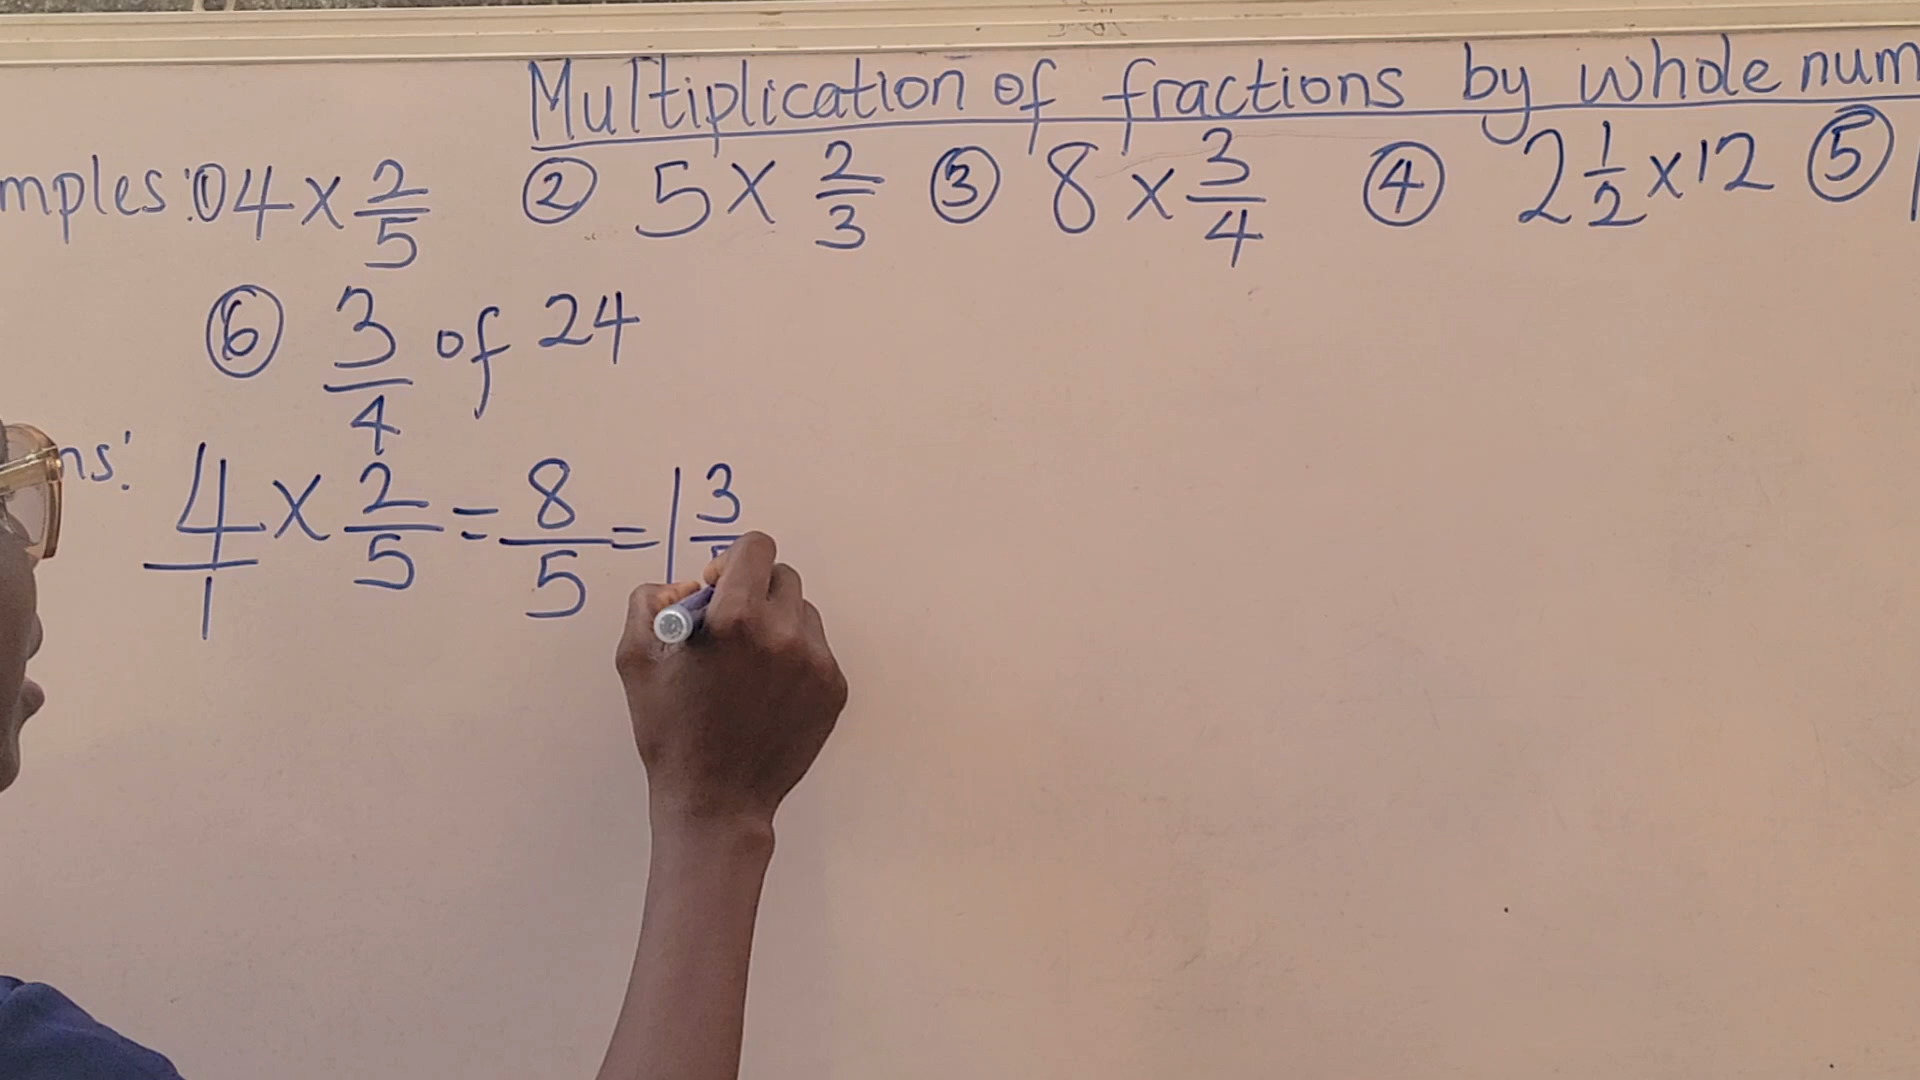 Multiplication of fractions by whole num
mples: ① 4 × 2/5 ② 5 × 2/3 ③ 8 × 3/4 ④ 2 1/2 × 12 ⑤
⑥ 3/4 of 24
ns: 4/1 × 2/5 = 8/5 = 1 3/